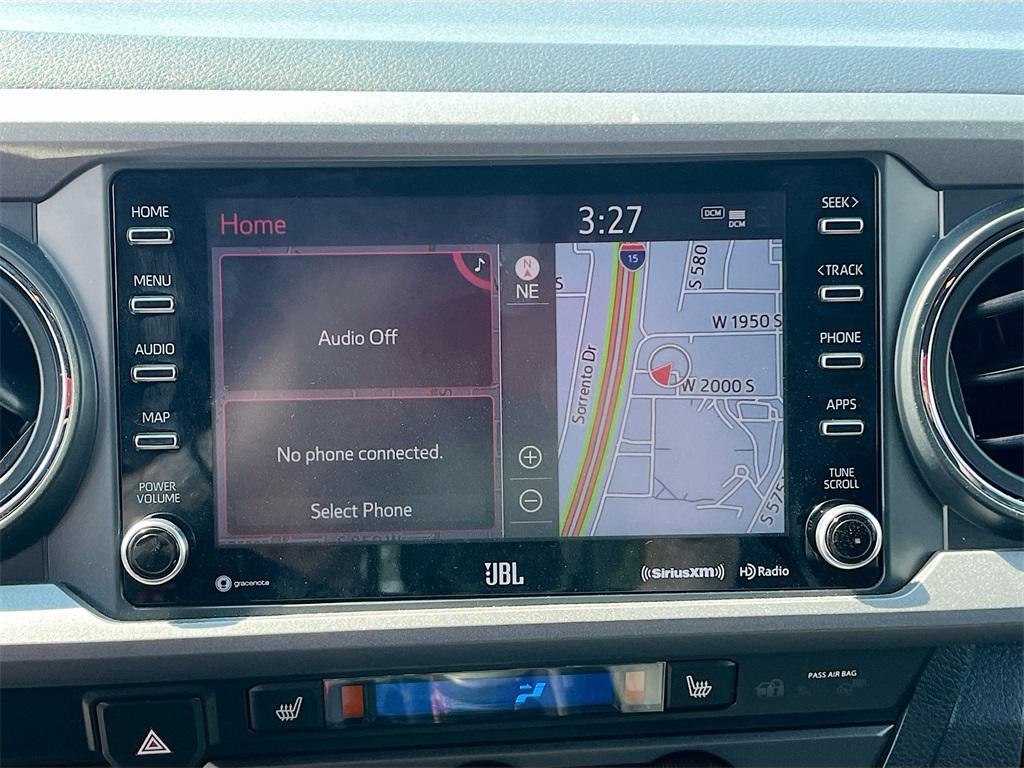 HOME
MENU
AUDIO
MAP
POWER
VOLUME
Home
3:27
DCM
DCM
Audio Off
No phone connected.
Select Phone
N
NE
S
15
S 580
W 1950 S
W 2000 S
Sorrento Dr
S 575
SEEK >
< TRACK
PHONE
APPS
TUNE
SCROLL
gracenote
JBL
((SiriusXM))
HD Radio
PASS AIR BAG